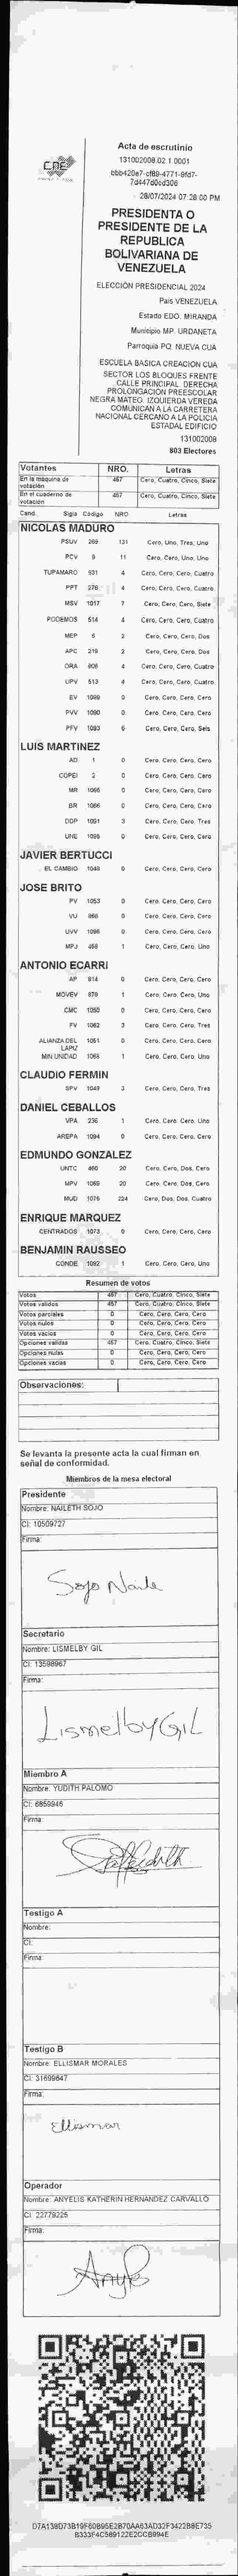 CNE
Acta de escrutinio
131002008.02.1.0001
28/07/2024 07:28:00 PM
PRESIDENTA O
PRESIDENTE DE LA
REPUBLICA
BOLIVARIANA DE
VENEZUELA
ELECCIÓN PRESIDENCIAL 2024
País VENEZUELA
Estado EDO. MIRANDA
Municipio MP. URDANETA
Parroquia PQ. NUEVA CUA
ESCUELA BASICA CREACION CUA
SECTOR LOS BLOQUES FRENTE
CALLE PRINCIPAL. DERECHA
PROLONGACIÓN PREESCOLAR
NEGRA MATEO. IZQUIERDA VEREDA
COMUNICAN A LA CARRETERA
NACIONAL CERCANO A LA POLICIA
ESTADAL EDIFICIO
131002008
803 Electores
Votantes NRO. Letras
En la máquina de votación 457 Cero, Cuatro, Cinco, Siete
En el cuaderno de votación 457 Cero, Cuatro, Cinco, Siete
Cand. Sigla Código NRO Letras
NICOLAS MADURO
PSUV 269 131 Cero, Uno, Tres, Uno
PCV 9 11 Cero, Cero, Uno, Uno
TUPAMARO 531 4 Cero, Cero, Cero, Cuatro
PPT 276 4 Cero, Cero, Cero, Cuatro
MSV 1017 7 Cero, Cero, Cero, Siete
PODEMOS 514 4 Cero, Cero, Cero, Cuatro
MEP 6 2 Cero, Cero, Cero, Dos
APC 219 2 Cero, Cero, Cero, Dos
ORA 4 Cero, Cero, Cero, Cuatro
UPV 513 4 Cero, Cero, Cero, Cuatro
EV 1089 0 Cero, Cero, Cero, Cero
PVV 1090 0 Cero, Cero, Cero, Cero
PFV 1093 6 Cero, Cero, Cero, Seis
LUIS MARTINEZ
AD 1 0 Cero, Cero, Cero, Cero
COPEI 2 0 Cero, Cero, Cero, Cero
MR 0 Cero, Cero, Cero, Cero
BR 1066 0 Cero, Cero, Cero, Cero
DDP 1091 3 Cero, Cero, Cero, Tres
UNE 1095 0 Cero, Cero, Cero, Cero
JAVIER BERTUCCI
EL CAMBIO 1048 0 Cero, Cero, Cero, Cero
JOSE BRITO
PV 1053 0 Cero, Cero, Cero, Cero
VU 860 0 Cero, Cero, Cero, Cero
UVV 1096 0 Cero, Cero, Cero, Cero
MPJ 458 1 Cero, Cero, Cero, Uno
ANTONIO ECARRI
AP 814 0 Cero, Cero, Cero, Cero
MOVEV 879 1 Cero, Cero, Cero, Uno
CMC 1050 0 Cero, Cero, Cero, Cero
FV 1062 3 Cero, Cero, Cero, Tres
ALIANZA DEL LAPIZ 1051 0 Cero, Cero, Cero, Cero
MIN UNIDAD 1068 1 Cero, Cero, Cero, Uno
CLAUDIO FERMIN
SPV 1049 3 Cero, Cero, Cero, Tres
DANIEL CEBALLOS
VPA 236 1 Cero, Cero, Cero, Uno
AREPA 1094 0 Cero, Cero, Cero, Cero
EDMUNDO GONZALEZ
UNTC 20 Cero, Cero, Dos, Cero
MPV 1069 20 Cero, Cero, Dos, Cero
MUD 1075 224 Cero, Dos, Dos, Cuatro
ENRIQUE MARQUEZ
CENTRADOS 1073 0 Cero, Cero, Cero, Cero
BENJAMIN RAUSSEO
CONDE 1092 1 Cero, Cero, Cero, Uno
Resumen de votos
Votos 457 Cero, Cuatro, Cinco, Siete
Votos válidos 457 Cero, Cuatro, Cinco, Siete
Votos parciales 0 Cero, Cero, Cero, Cero
Votos nulos 0 Cero, Cero, Cero, Cero
Votos vacíos 0 Cero, Cero, Cero, Cero
Opciones válidas 457 Cero, Cuatro, Cinco, Siete
Opciones nulas 0 Cero, Cero, Cero, Cero
Opciones vacías 0 Cero, Cero, Cero, Cero
Observaciones:
Se levanta la presente acta la cual firman en
señal de conformidad.
Miembros de la mesa electoral
Presidente
Nombre: NAILETH SOJO
CI: 10509727
Firma:
Sojo Naile
Secretario
Nombre: LISMELBY GIL
CI: 13598967
Firma:
Lismelby Gil
Miembro A
Nombre: YUDITH PALOMO
CI: 6859946
Firma:
Testigo A
Nombre:
CI:
Firma:
Testigo B
Nombre: ELLISMAR MORALES
CI: 31699847
Firma:
Ellismar
Operador
Nombre: ANYELIS KATHERIN HERNANDEZ CARVALLO
CI: 22779225
Firma: